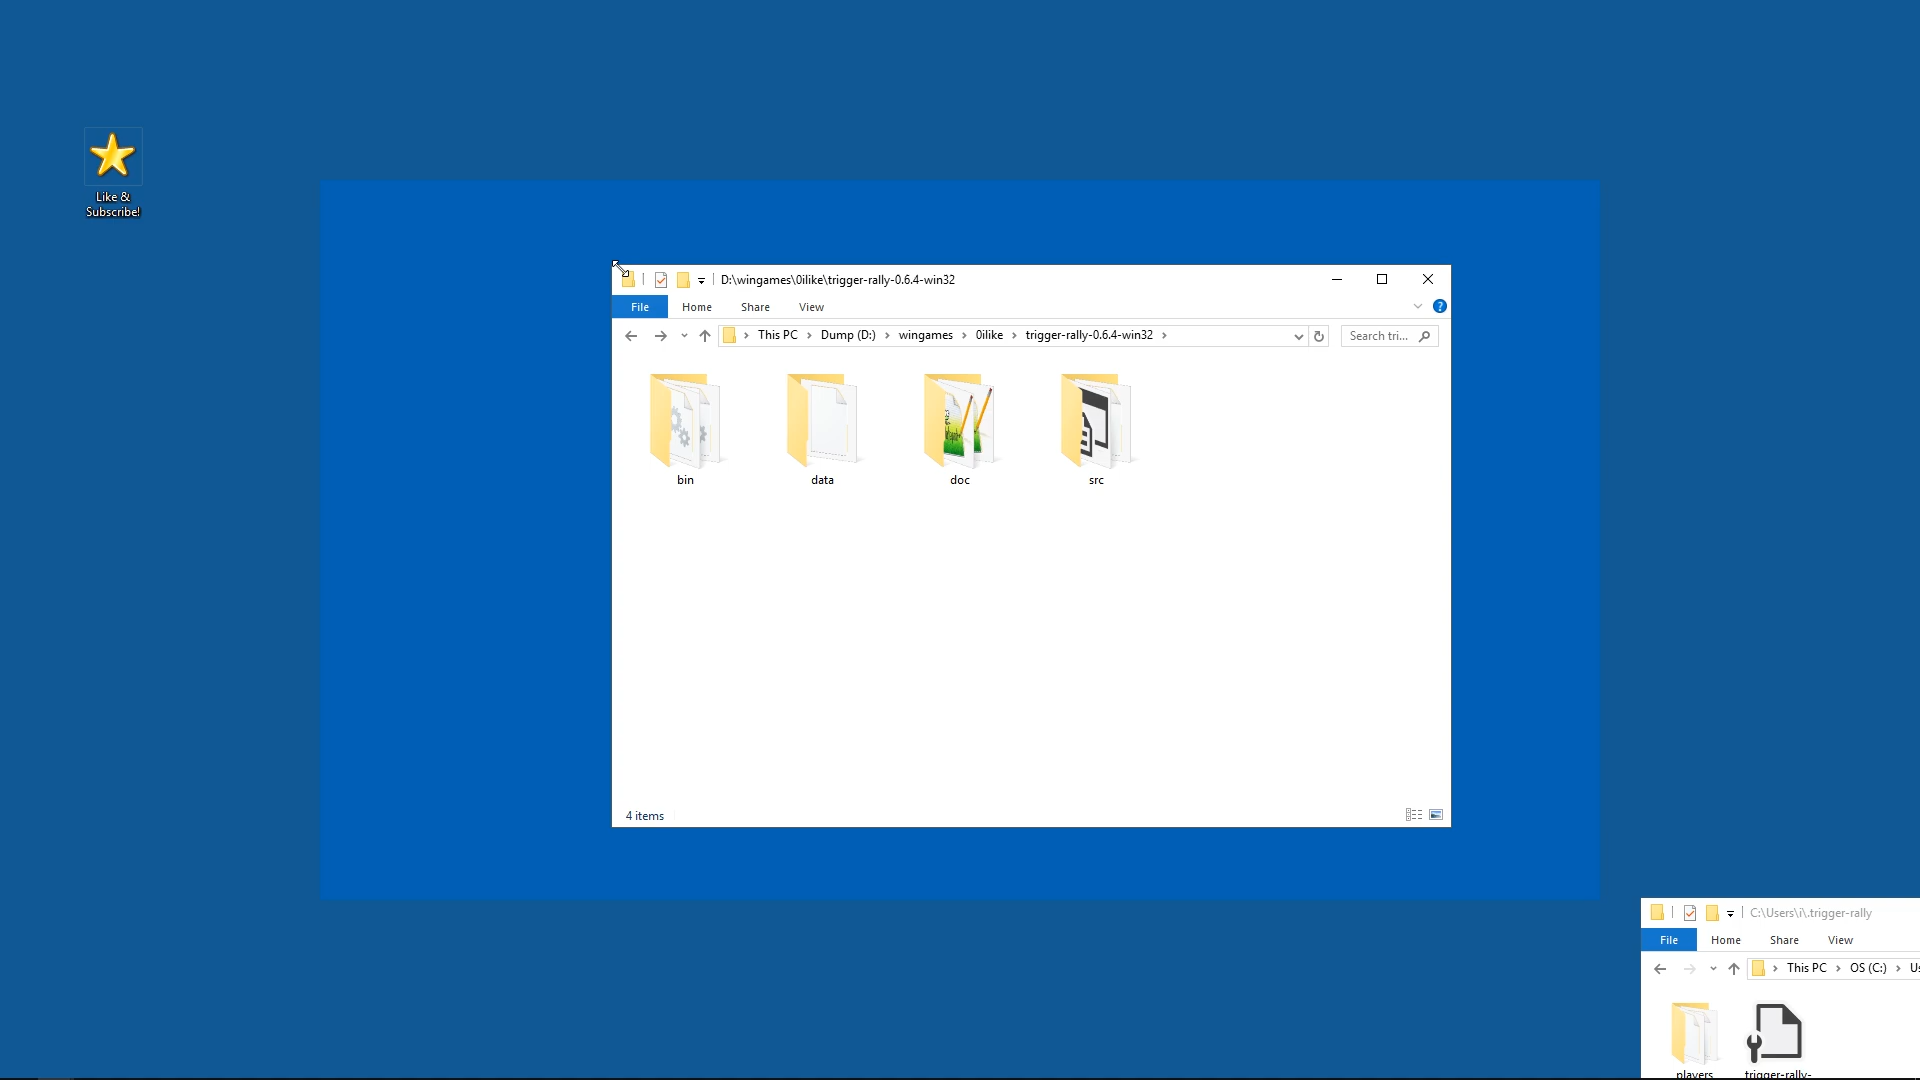 Like &
Subscribe!
D:\wingames\0ilike\trigger-rally-0.6.4-win32
File Home Share View
This PC Dump (D:) wingames 0ilike trigger-rally-0.6.4-win32
Search tri...
bin data doc src
4 items
C:\Users\i\.trigger-rally
File Home Share View
This PC OS (C:) Us
players trigger-rally-